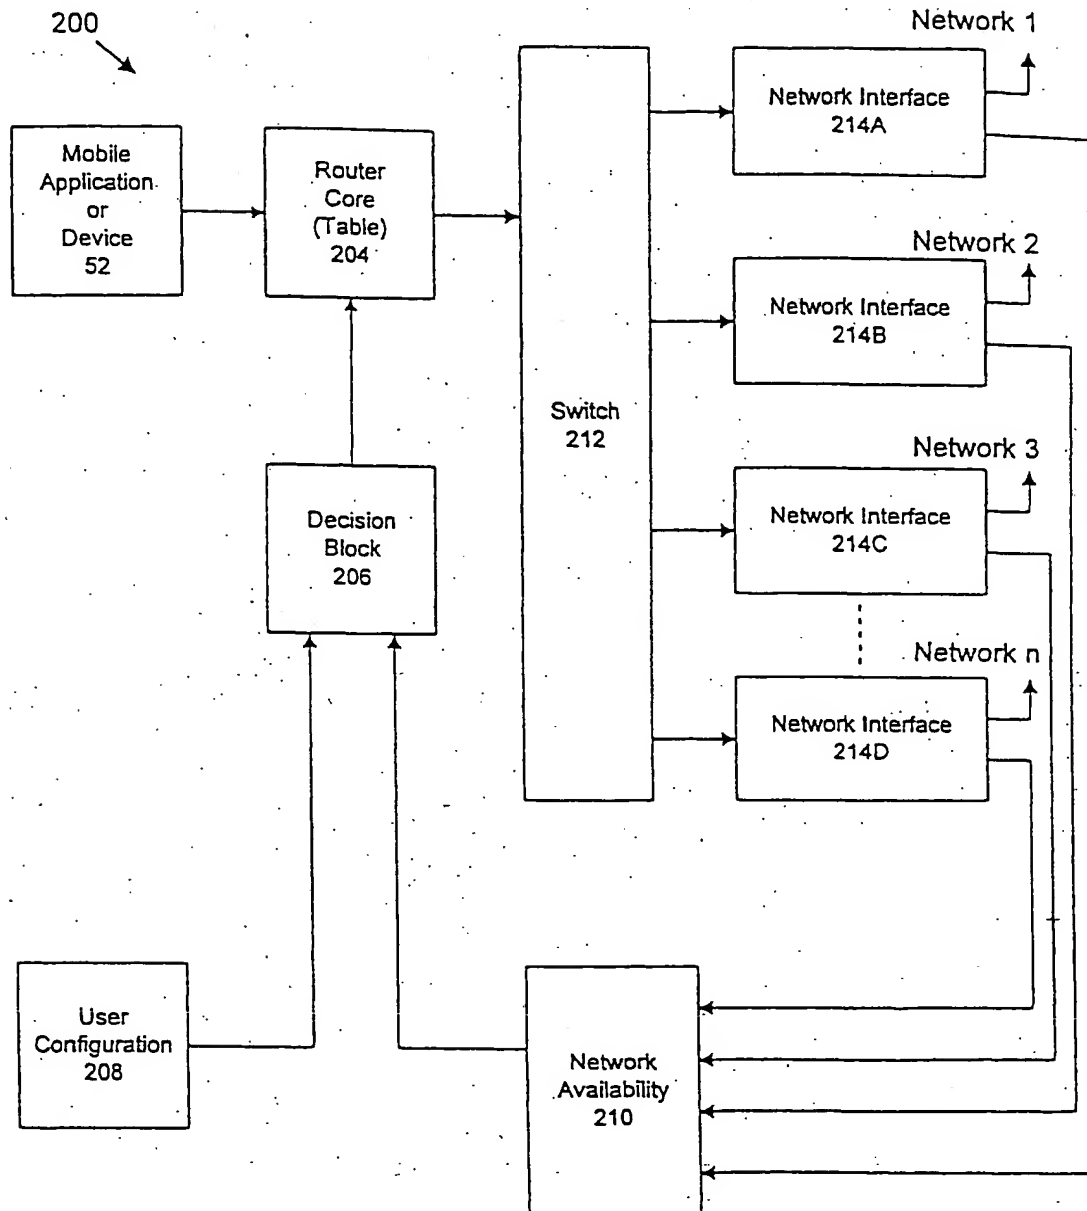 200
Network 1
Network Interface
214A
Mobile
Application
or
Device
52
Router
Core
(Table)
204
Network 2
Network Interface
214B
Switch
212
Network 3
Network Interface
214C
Decision
Block
206
Network n
Network Interface
214D
User
Configuration
208
Network
Availability
210